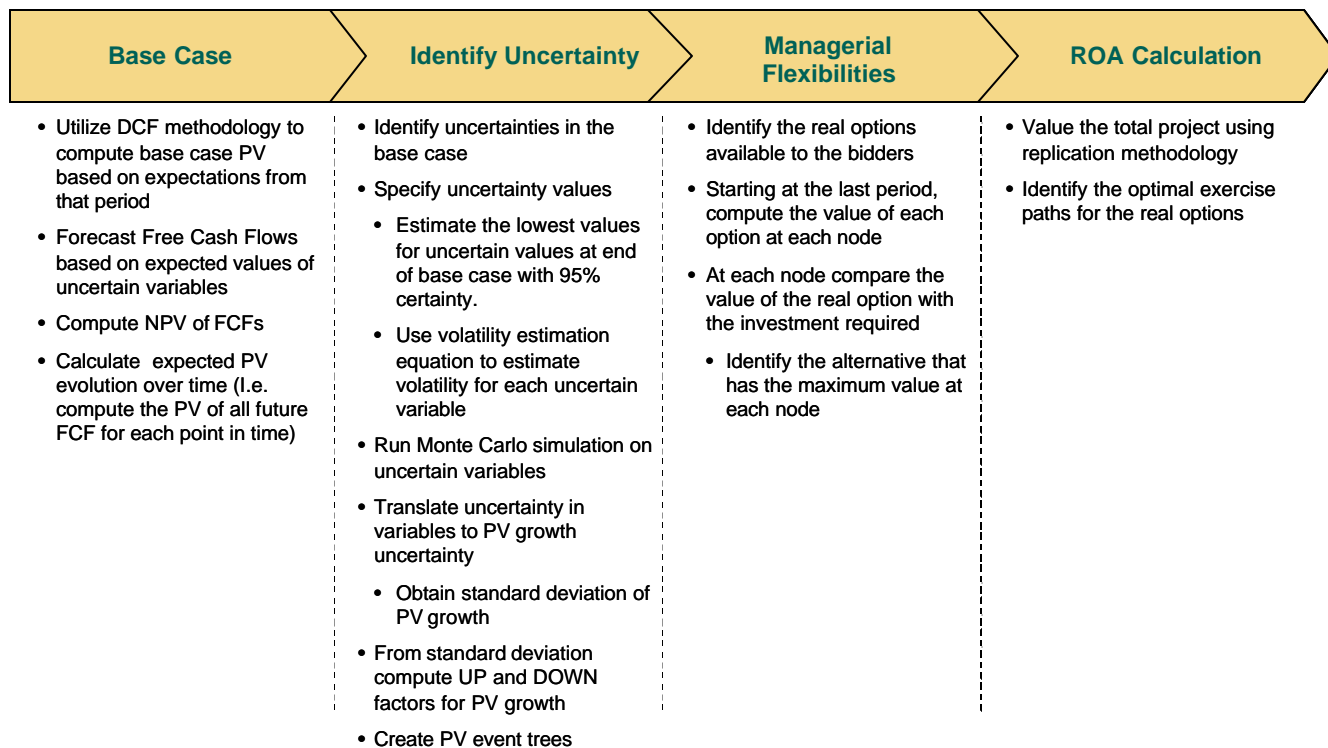 Base Case
Identify Uncertainty
Managerial
Flexibilities
ROA Calculation
• Utilize DCF methodology to
compute base case PV
based on expectations from
that period
• Forecast Free Cash Flows
based on expected values of
uncertain variables
• Compute NPV of FCFs
• Calculate expected PV
evolution over time (I.e.
compute the PV of all future
FCF for each point in time)
• Identify uncertainties in the
base case
• Specify uncertainty values
• Estimate the lowest values
for uncertain values at end
of base case with 95%
certainty.
• Use volatility estimation
equation to estimate
volatility for each uncertain
variable
• Run Monte Carlo simulation on
uncertain variables
• Translate uncertainty in
variables to PV growth
uncertainty
• Obtain standard deviation of
PV growth
• From standard deviation
compute UP and DOWN
factors for PV growth
• Create PV event trees
• Identify the real options
available to the bidders
• Starting at the last period,
compute the value of each
option at each node
• At each node compare the
value of the real option with
the investment required
• Identify the alternative that
has the maximum value at
each node
• Value the total project using
replication methodology
• Identify the optimal exercise
paths for the real options